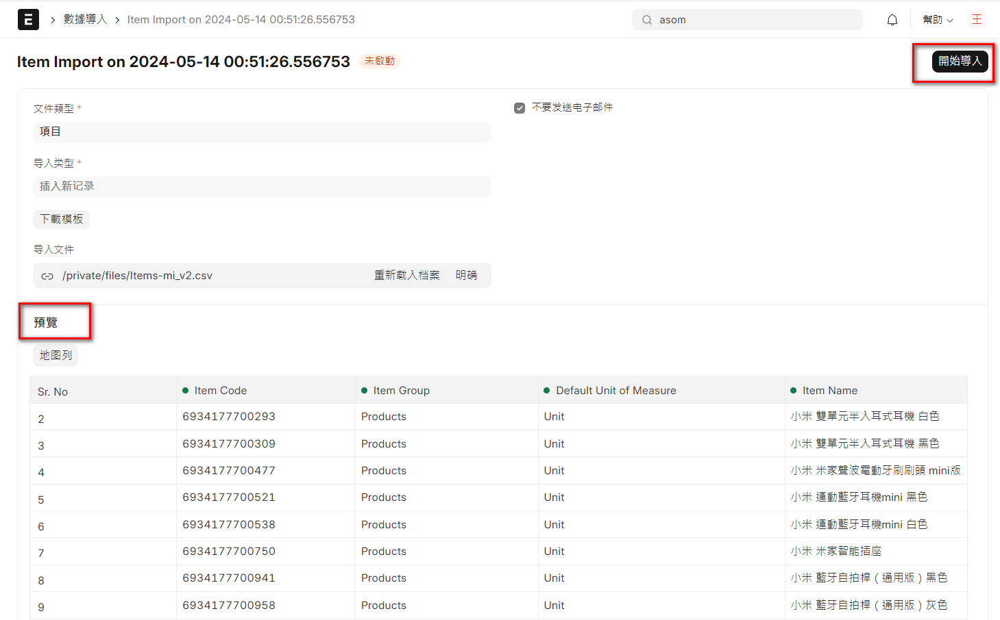 E > 數據導入 > Item Import on 2024-05-14 00:51:26.556753 asom 幫助 王
Item Import on 2024-05-14 00:51:26.556753 未啟動 開始導入
文件類型 * 不要发送电子邮件
項目
导入类型 *
插入新记录
下載模板
导入文件
/private/files/Items-mi_v2.csv 重新载入档案 明确
預覽
地图列
Sr. No Item Code Item Group Default Unit of Measure Item Name
2 6934177700293 Products Unit 小米 雙單元半入耳式耳機 白色
3 6934177700309 Products Unit 小米 雙單元半入耳式耳機 黑色
4 6934177700477 Products Unit 小米 米家聲波電動牙刷刷頭 mini版
5 6934177700521 Products Unit 小米 運動藍牙耳機mini 黑色
6 6934177700538 Products Unit 小米 運動藍牙耳機mini 白色
7 6934177700750 Products Unit 小米 米家智能插座
8 6934177700941 Products Unit 小米 藍牙自拍桿（通用版）黑色
9 6934177700958 Products Unit 小米 藍牙自拍桿（通用版）灰色